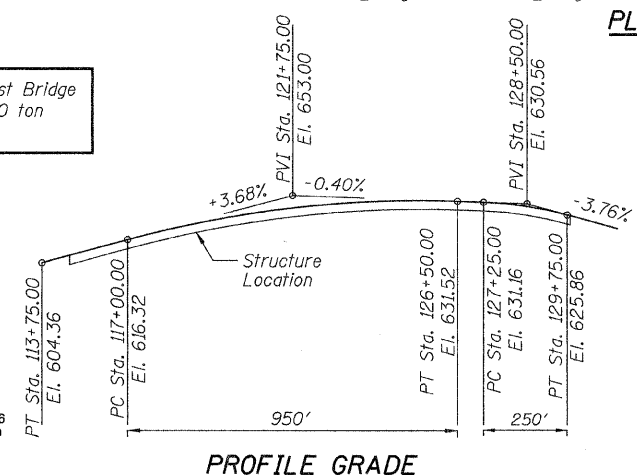 PL
st Bridge
0 ton
PVI Sta. 121+75.00
El. 653.00
PVI Sta. 128+50.00
El. 630.56
+3.68%
-0.40%
-3.76%
Structure
Location
PT Sta. 113+75.00
El. 604.36
PC Sta. 117+00.00
El. 616.32
PT Sta. 126+50.00
El. 631.52
PC Sta. 127+25.00
El. 631.16
PT Sta. 129+75.00
El. 625.86
950'
250'
PROFILE GRADE